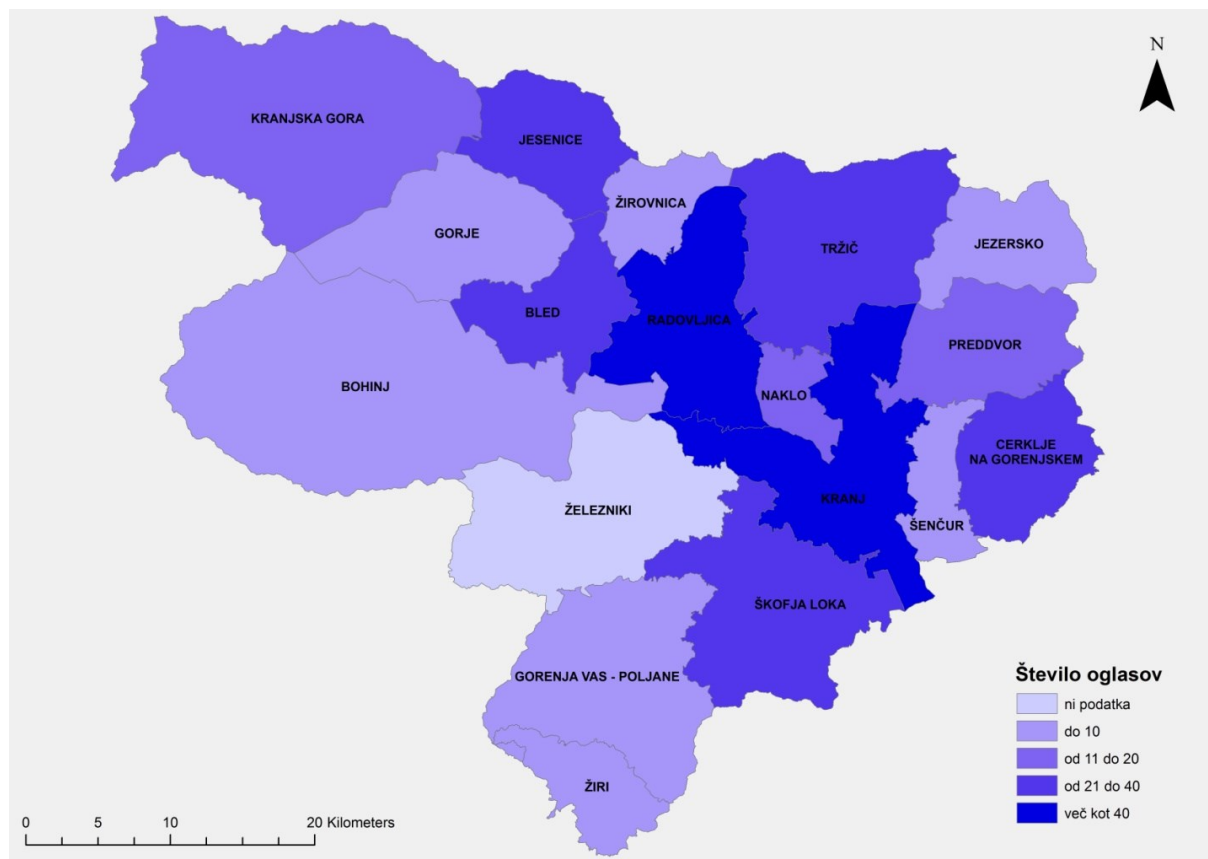 N
KRANJSKA GORA
JESENICE
ŽIROVNICA
GORJE
TRŽIČ
JEZERSKO
BLED
RADOVLJICA
PREDDVOR
BOHINJ
NAKLO
CERKLJE
NA GORENJSKEM
KRANJ
ŽELEZNIKI
ŠENČUR
ŠKOFJA LOKA
GORENJA VAS - POLJANE
ŽIRI
Število oglasov
ni podatka
do 10
od 11 do 20
od 21 do 40
več kot 40
0 5 10 20 Kilometers